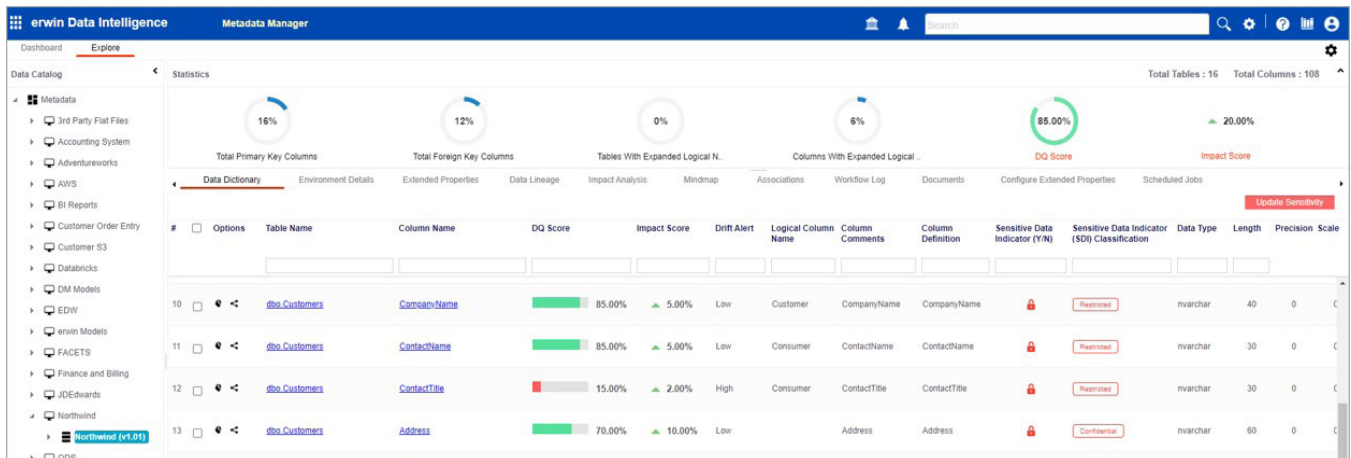 erwin Data Intelligence Metadata Manager Search
Dashboard Explore
Data Catalog Statistics Total Tables : 16 Total Columns : 108
Metadata
3rd Party Flat Files
Accounting System
Adventureworks
AWS
BI Reports
Customer Order Entry
Customer S3
Databricks
DM Models
EDW
erwin Models
FACETS
Finance and Billing
JDEdwards
Northwind
Northwind (v1.01)
ODS
16% 12% 0% 6% 85.00% 20.00%
Total Primary Key Columns Total Foreign Key Columns Tables With Expanded Logical N.. Columns With Expanded Logical .. DQ Score Impact Score
Data Dictionary Environment Details Extended Properties Data Lineage Impact Analysis Mindmap Associations Workflow Log Documents Configure Extended Properties Scheduled Jobs
Update Sensitivity
# Options Table Name Column Name DQ Score Impact Score Drift Alert Logical Column Column Column Sensitive Data Sensitive Data Indicator Data Type Length Precision Scale
Name Comments Definition Indicator (Y/N) (SDI) Classification
10 dbo.Customers CompanyName 85.00% 5.00% Low Customer CompanyName CompanyName Restricted nvarchar 40 0
11 dbo.Customers ContactName 85.00% 5.00% Low Consumer ContactName ContactName Restricted nvarchar 30 0
12 dbo.Customers ContactTitle 15.00% 2.00% High Consumer ContactTitle ContactTitle Restricted nvarchar 30 0
13 dbo.Customers Address 70.00% 10.00% Low Address Address Confidential nvarchar 60 0